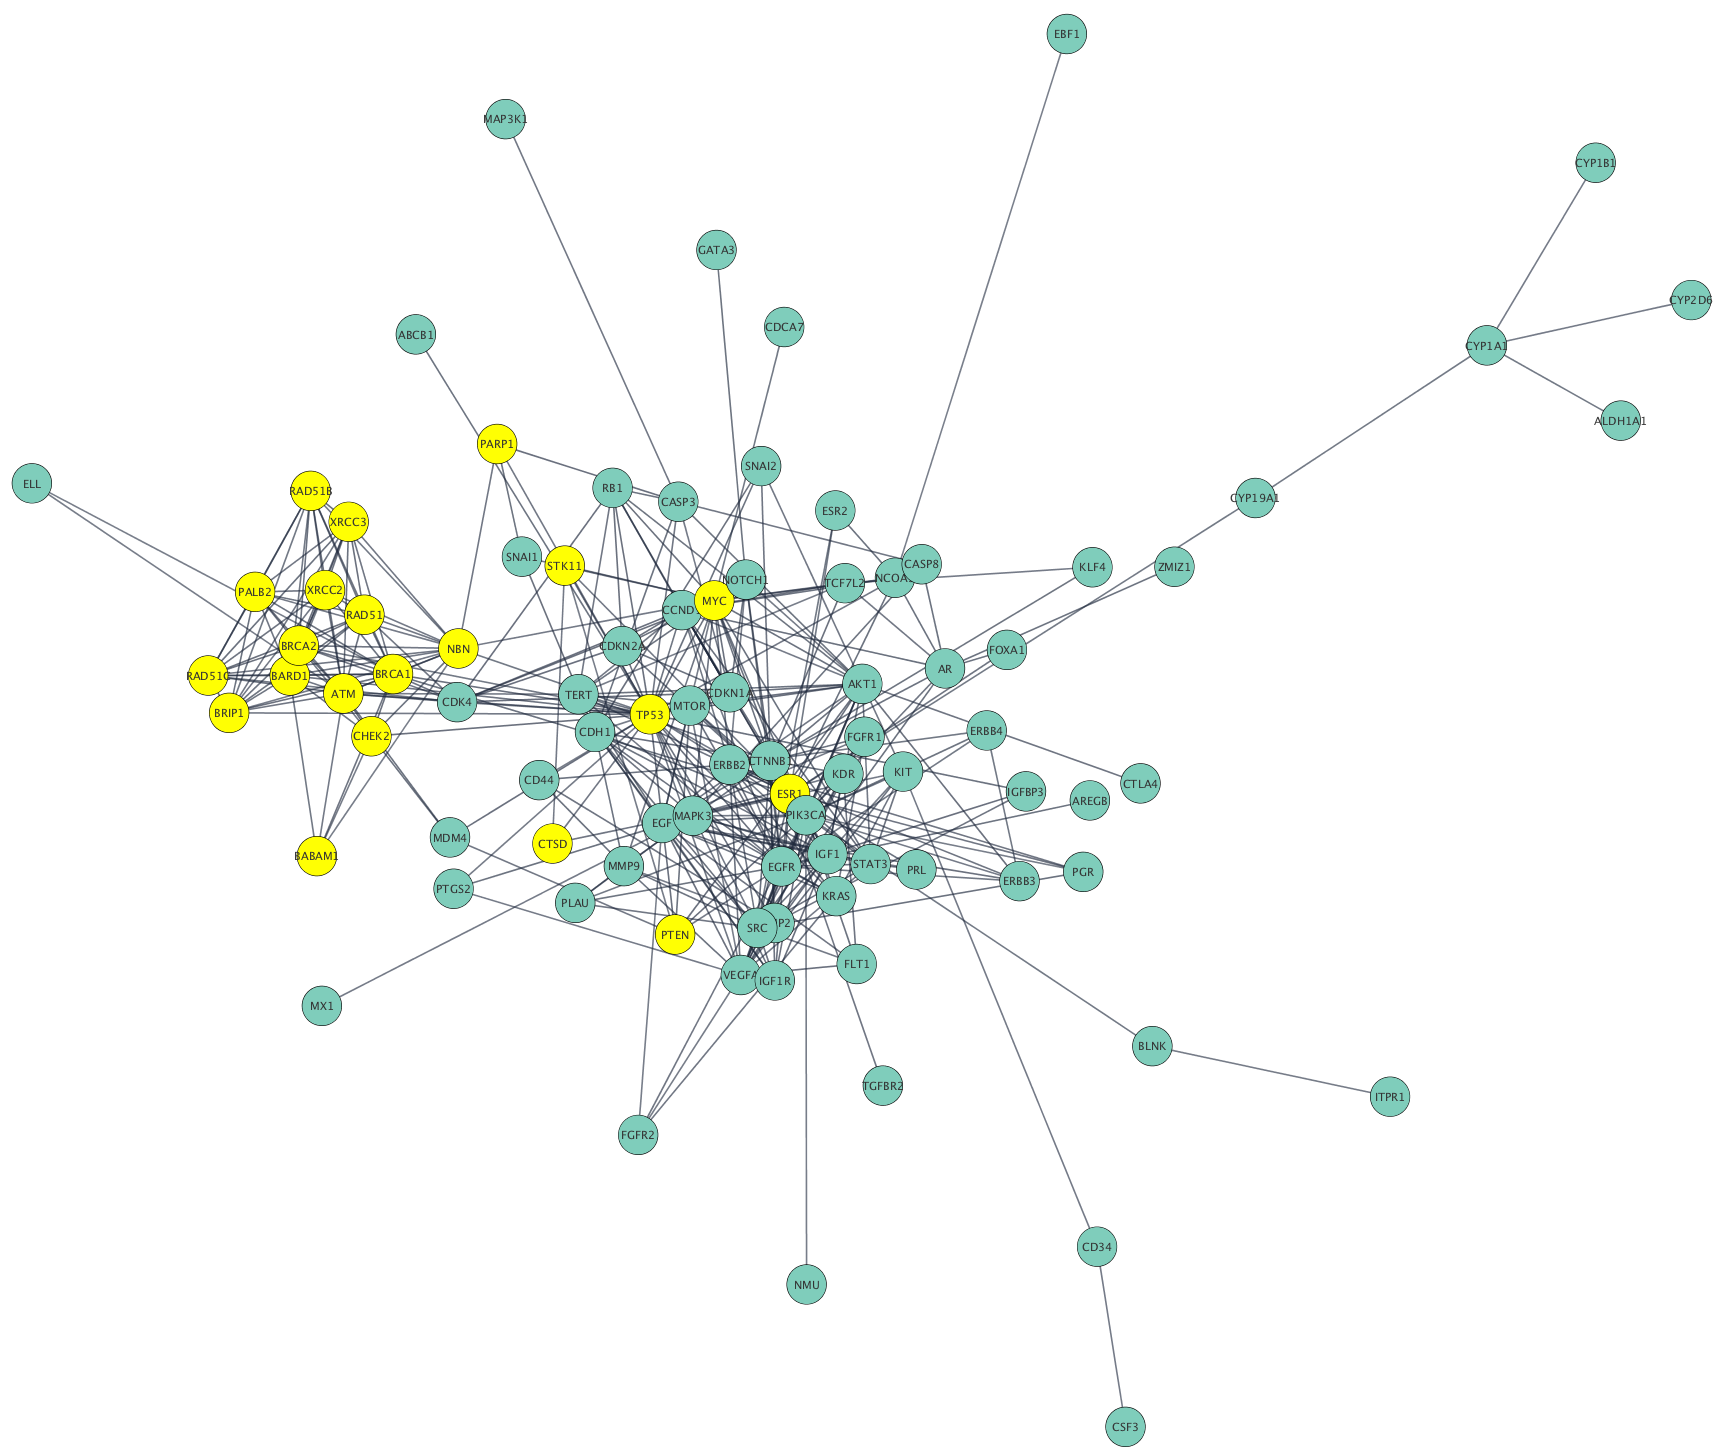 EBF1
MAP3K1
CYP1B1
GATA3
CYP2D6
CDCA7
ABCB1
CYP1A1
ALDH1A1
PARP1
SNAI2
ELL
RAD51B
RB1
CASP3
CYP19A1
ESR2
XRCC3
SNAI1
STK11
CASP8
KLF4
ZMIZ1
NOTCH1
TCF7L2
NCOA
PALB2
XRCC2
MYC
CCND
RAD51
BRCA2
CDKN2A
NBN
FOXA1
AR
RAD51C
BARD1
BRCA1
AKT1
ATM
TERT
CDKN1A
CDK4
MTOR
BRIP1
TP53
CDH1
ERBB4
CHEK2
FGFR1
CTNNB
ERBB2
KIT
KDR
CD44
CTLA4
IGFBP3
ESR1
AREGB
PIK3CA
MAPK3
EGF
MDM4
CTSD
BABAM1
IGF1
STAT3
EGFR
MMP9
PRL
PGR
ERBB3
PTGS2
KRAS
PLAU
P2
SRC
PTEN
FLT1
VEGFA
IGF1R
MX1
BLNK
TGFBR2
ITPR1
FGFR2
CD34
NMU
CSF3